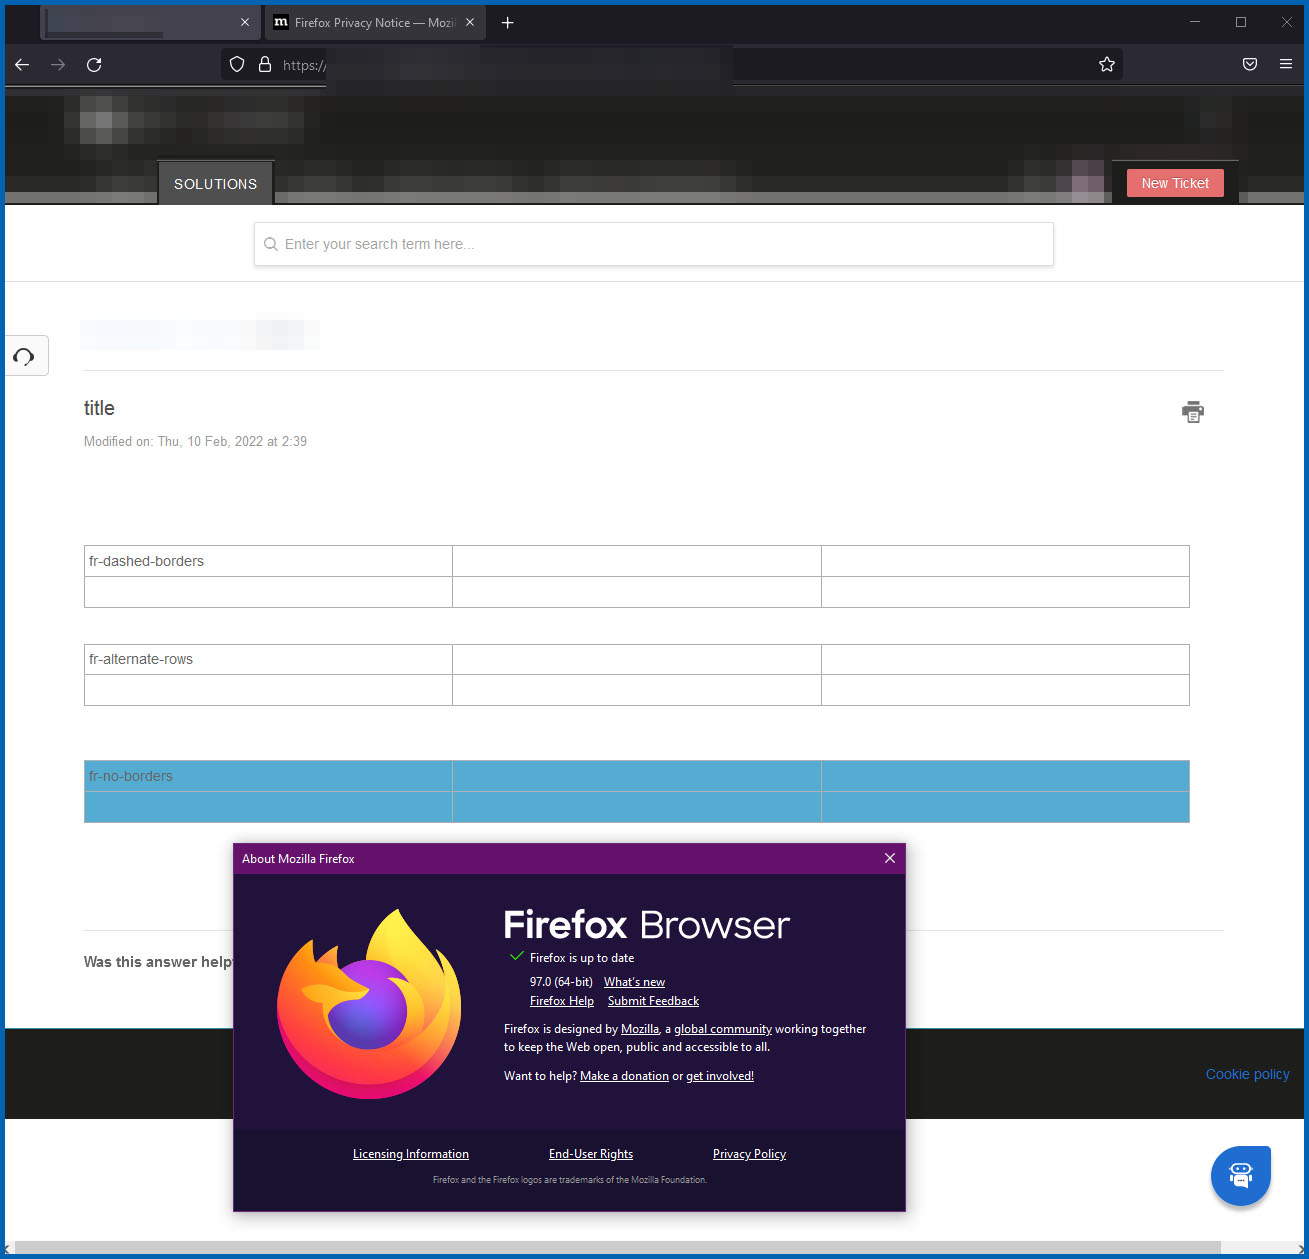 Firefox Privacy Notice — Mozil
https://
SOLUTIONS
New Ticket
Enter your search term here...
title
Modified on: Thu, 10 Feb, 2022 at 2:39
fr-dashed-borders
fr-alternate-rows
fr-no-borders
About Mozilla Firefox
Firefox Browser
Firefox is up to date
97.0 (64-bit) What's new
Firefox Help Submit Feedback
Firefox is designed by Mozilla, a global community working together
to keep the Web open, public and accessible to all.
Want to help? Make a donation or get involved!
Licensing Information End-User Rights Privacy Policy
Firefox and the Firefox logos are trademarks of the Mozilla Foundation.
Was this answer help
Cookie policy